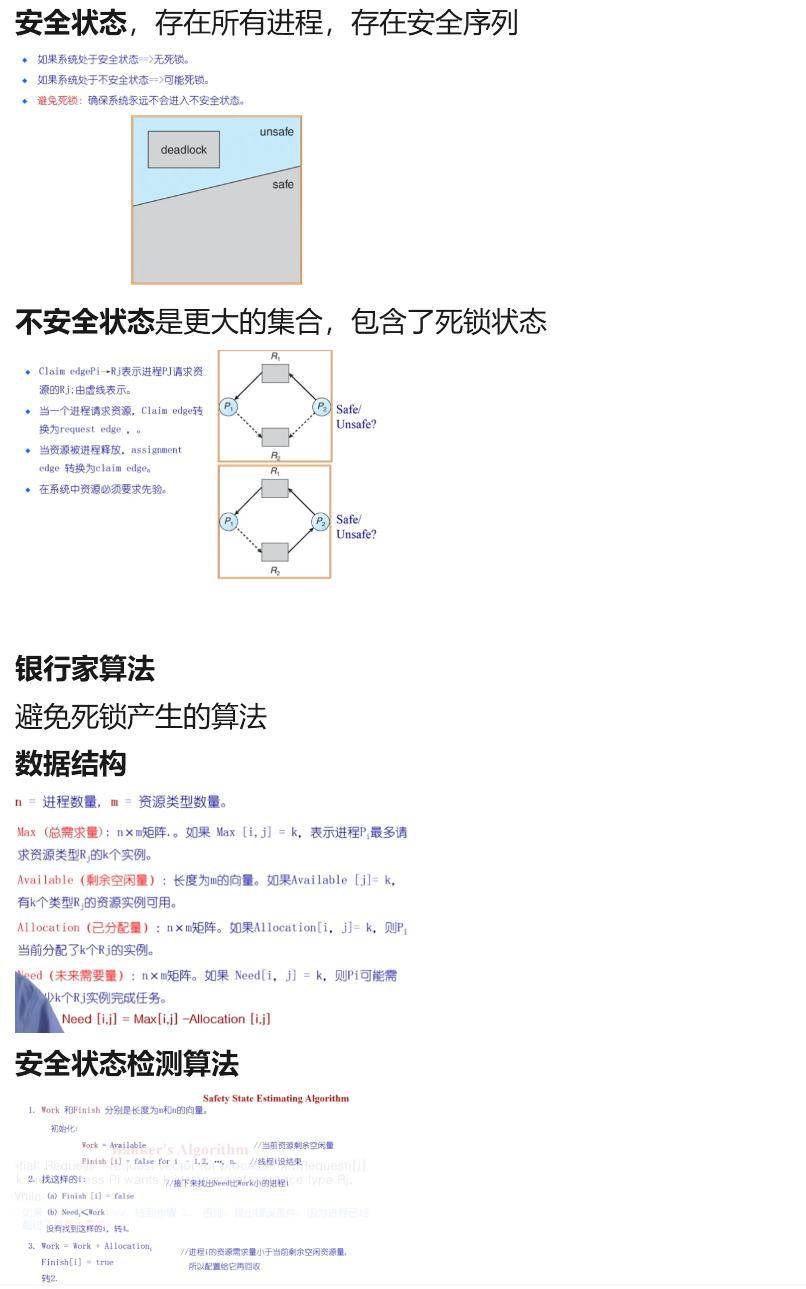 安全状态，存在所有进程，存在安全序列
如果系统处于安全状态==>无死锁。
如果系统处于不安全状态==>可能死锁。
避免死锁：确保系统永远不会进入不安全状态。
unsafe
deadlock
safe
不安全状态是更大的集合，包含了死锁状态
Claim edgePi→Rj表示进程PJ请求资
源的Rj;由虚线表示。
当一个进程请求资源，Claim edge转
换为request edge ，。
当资源被进程释放，assignment
edge 转换为claim edge。
在系统中资源必须要求先验。
R1
P1
P2
R2
Safe/
Unsafe?
R1
P1
P2
R2
Safe/
Unsafe?
银行家算法
避免死锁产生的算法
数据结构
n = 进程数量, m = 资源类型数量。
Max (总需求量): n×m矩阵.。如果 Max [i,j] = k, 表示进程Pi最多请
求资源类型Rj的k个实例。
Available (剩余空闲量) : 长度为m的向量。如果Available [j]= k,
有k个类型Rj的资源实例可用。
Allocation (已分配量) : n×m矩阵。如果Allocation[i, j]= k, 则Pi
当前分配了k个Rj的实例。
Need (未来需要量) : n×m矩阵。如果 Need[i, j] = k, 则Pi可能需
少k个Rj实例完成任务。
Need [i,j] = Max[i,j] –Allocation [i,j]
安全状态检测算法
Safety State Estimating Algorithm
1. Work 和Finish 分别是长度为m和n的向量。
初始化:
Work = Available //当前资源剩余空闲量
Banker's Algorithm
Finish [i] = false for i - 1,2, …, n. //线程i没结束
2. 找这样的i: //接下来找出Need比Work小的进程i
(a) Finish [i] = false
(b) Needi≤Work
没有找到这样的i, 转4。
3. Work = Work + Allocationi //进程i的资源需求量小于当前剩余空闲资源量,
Finish[i] = true 所以配置给它再回收
转2.